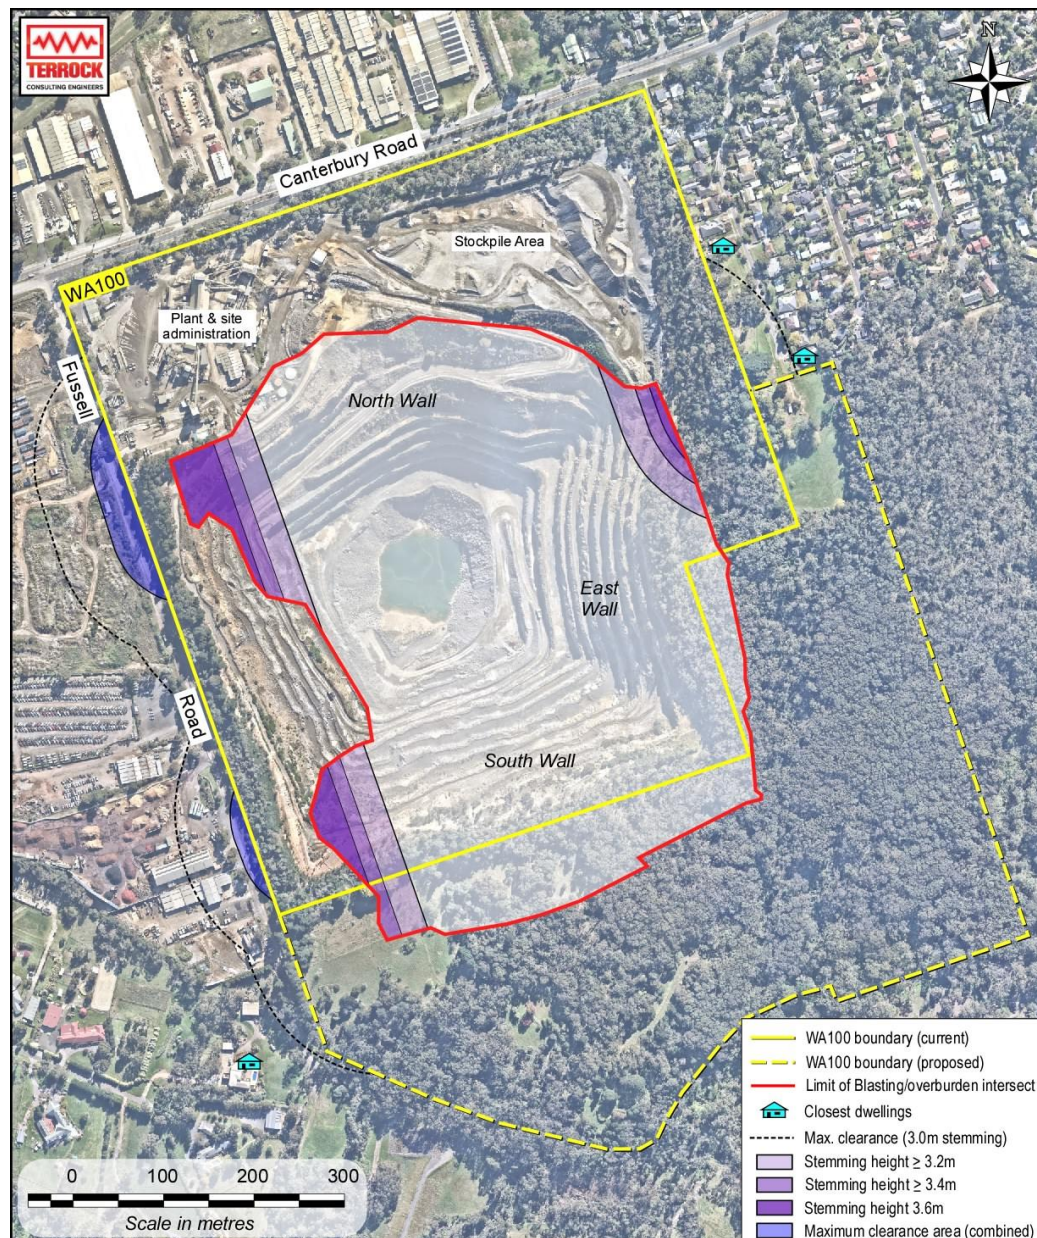 TERROCK
CONSULTING ENGINEERS
N
Canterbury Road
Stockpile Area
WA100
Plant & site
administration
Fussell
North Wall
East
Wall
Road
South Wall
WA100 boundary (current)
WA100 boundary (proposed)
Limit of Blasting/overburden intersect
Closest dwellings
Max. clearance (3.0m stemming)
Stemming height ≥ 3.2m
Stemming height ≥ 3.4m
Stemming height 3.6m
Maximum clearance area (combined)
0 100 200 300
Scale in metres